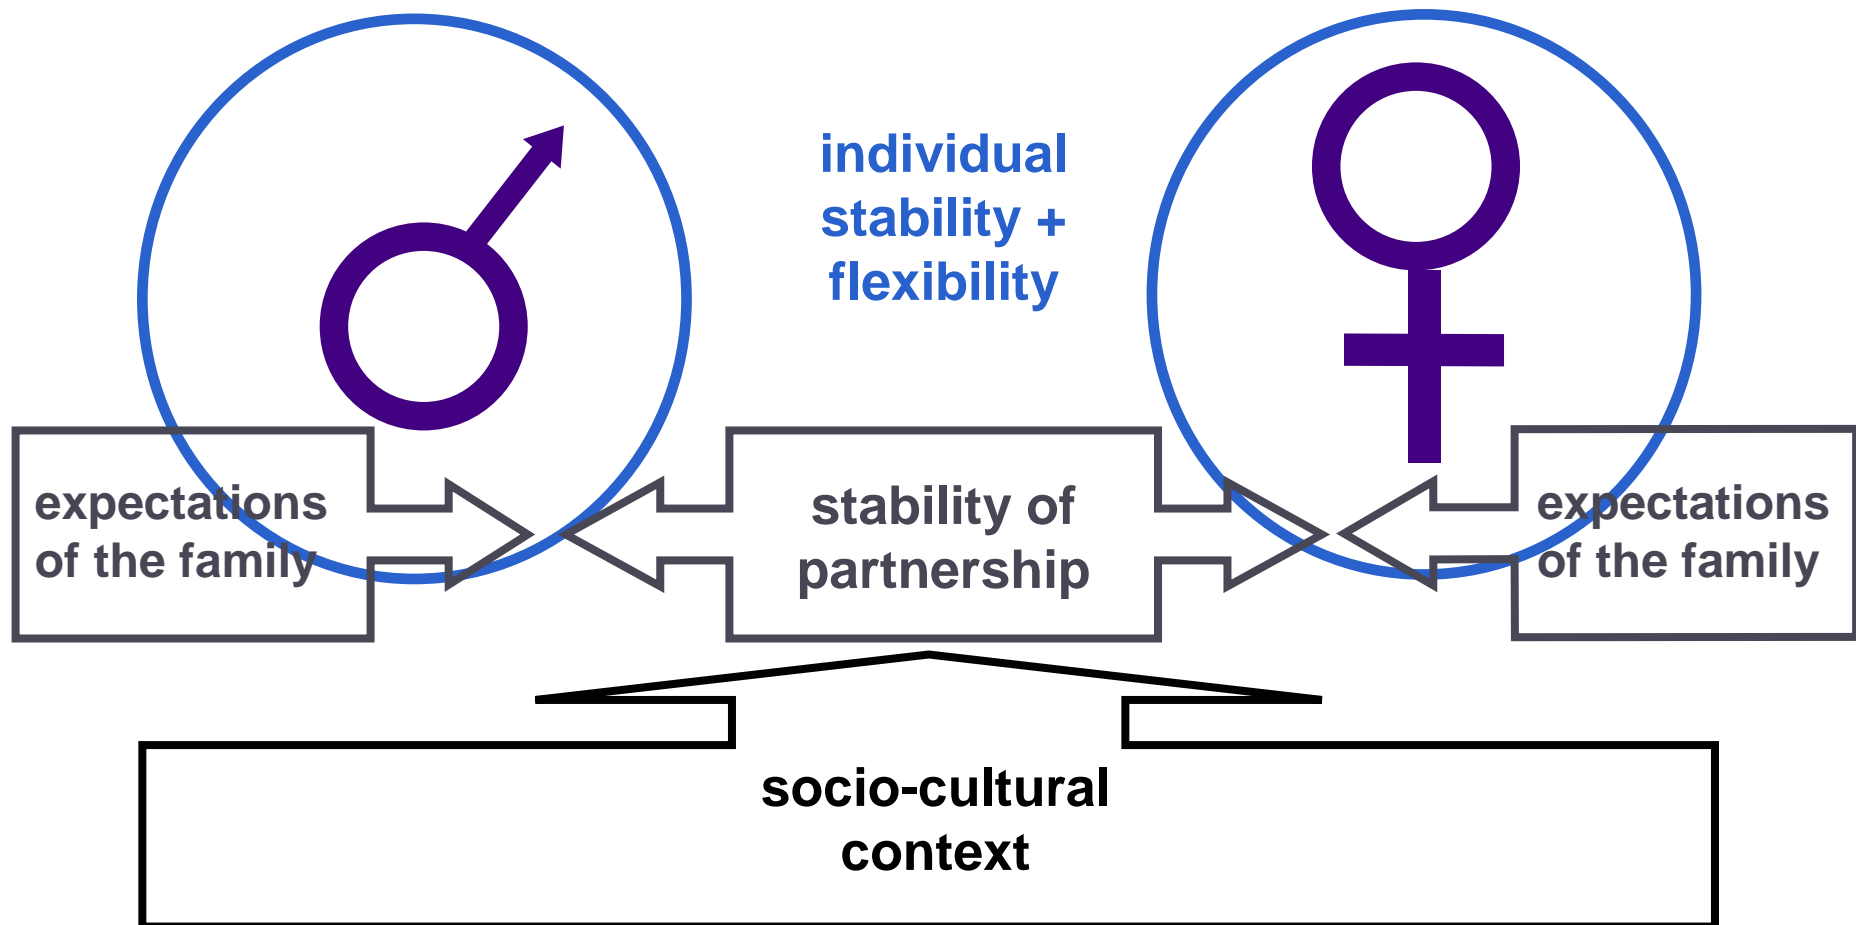 individual
stability +
flexibility
expectations
of the family
stability of
partnership
expectations
of the family
socio-cultural
context